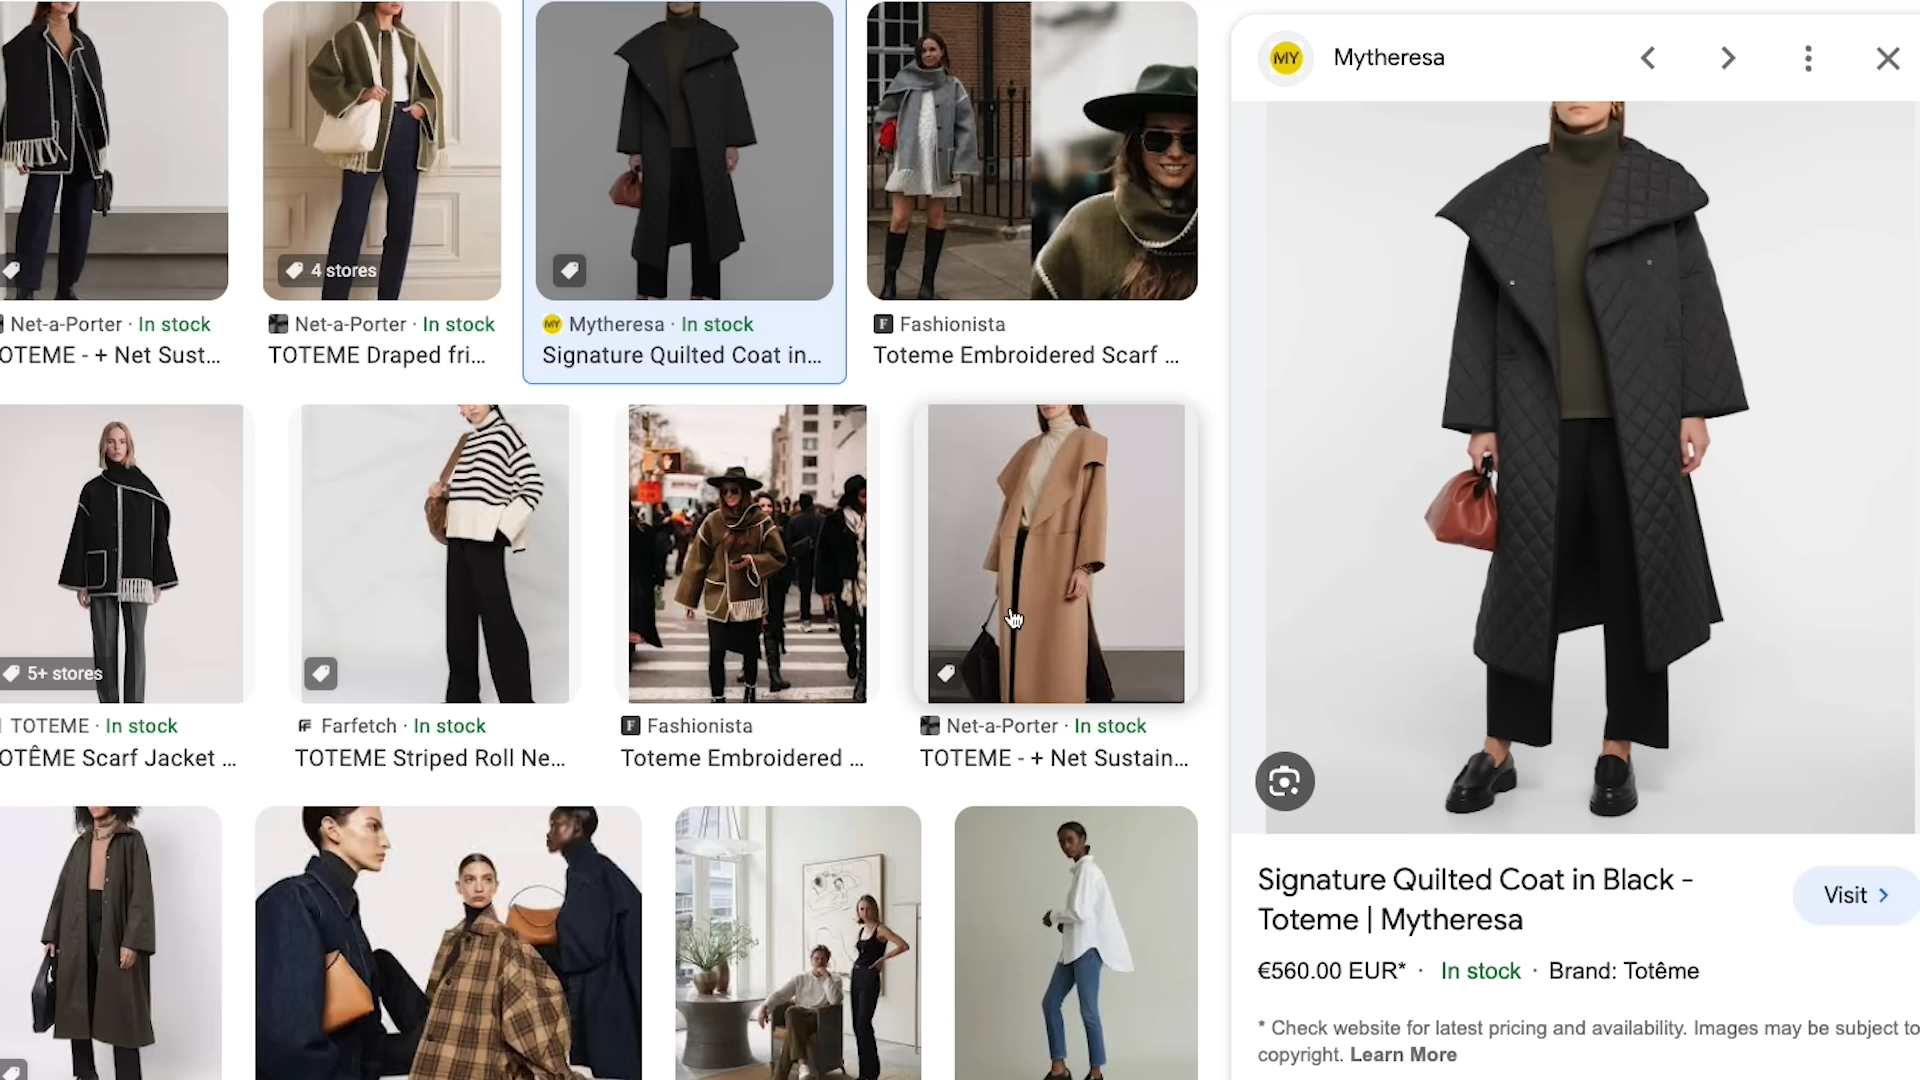 4 stores
Net-a-Porter · In stock
OTEME - + Net Sust...
Net-a-Porter · In stock
TOTEME Draped fri...
MY Mytheresa · In stock
Signature Quilted Coat in...
F Fashionista
Toteme Embroidered Scarf ...
5+ stores
TOTEME · In stock
OTÊME Scarf Jacket ...
FF Farfetch · In stock
TOTEME Striped Roll Ne...
F Fashionista
Toteme Embroidered ...
Net-a-Porter · In stock
TOTEME - + Net Sustain...
MY Mytheresa
Signature Quilted Coat in Black -
Toteme | Mytheresa
Visit
€560.00 EUR* · In stock · Brand: Totême
* Check website for latest pricing and availability. Images may be subject to
copyright. Learn More